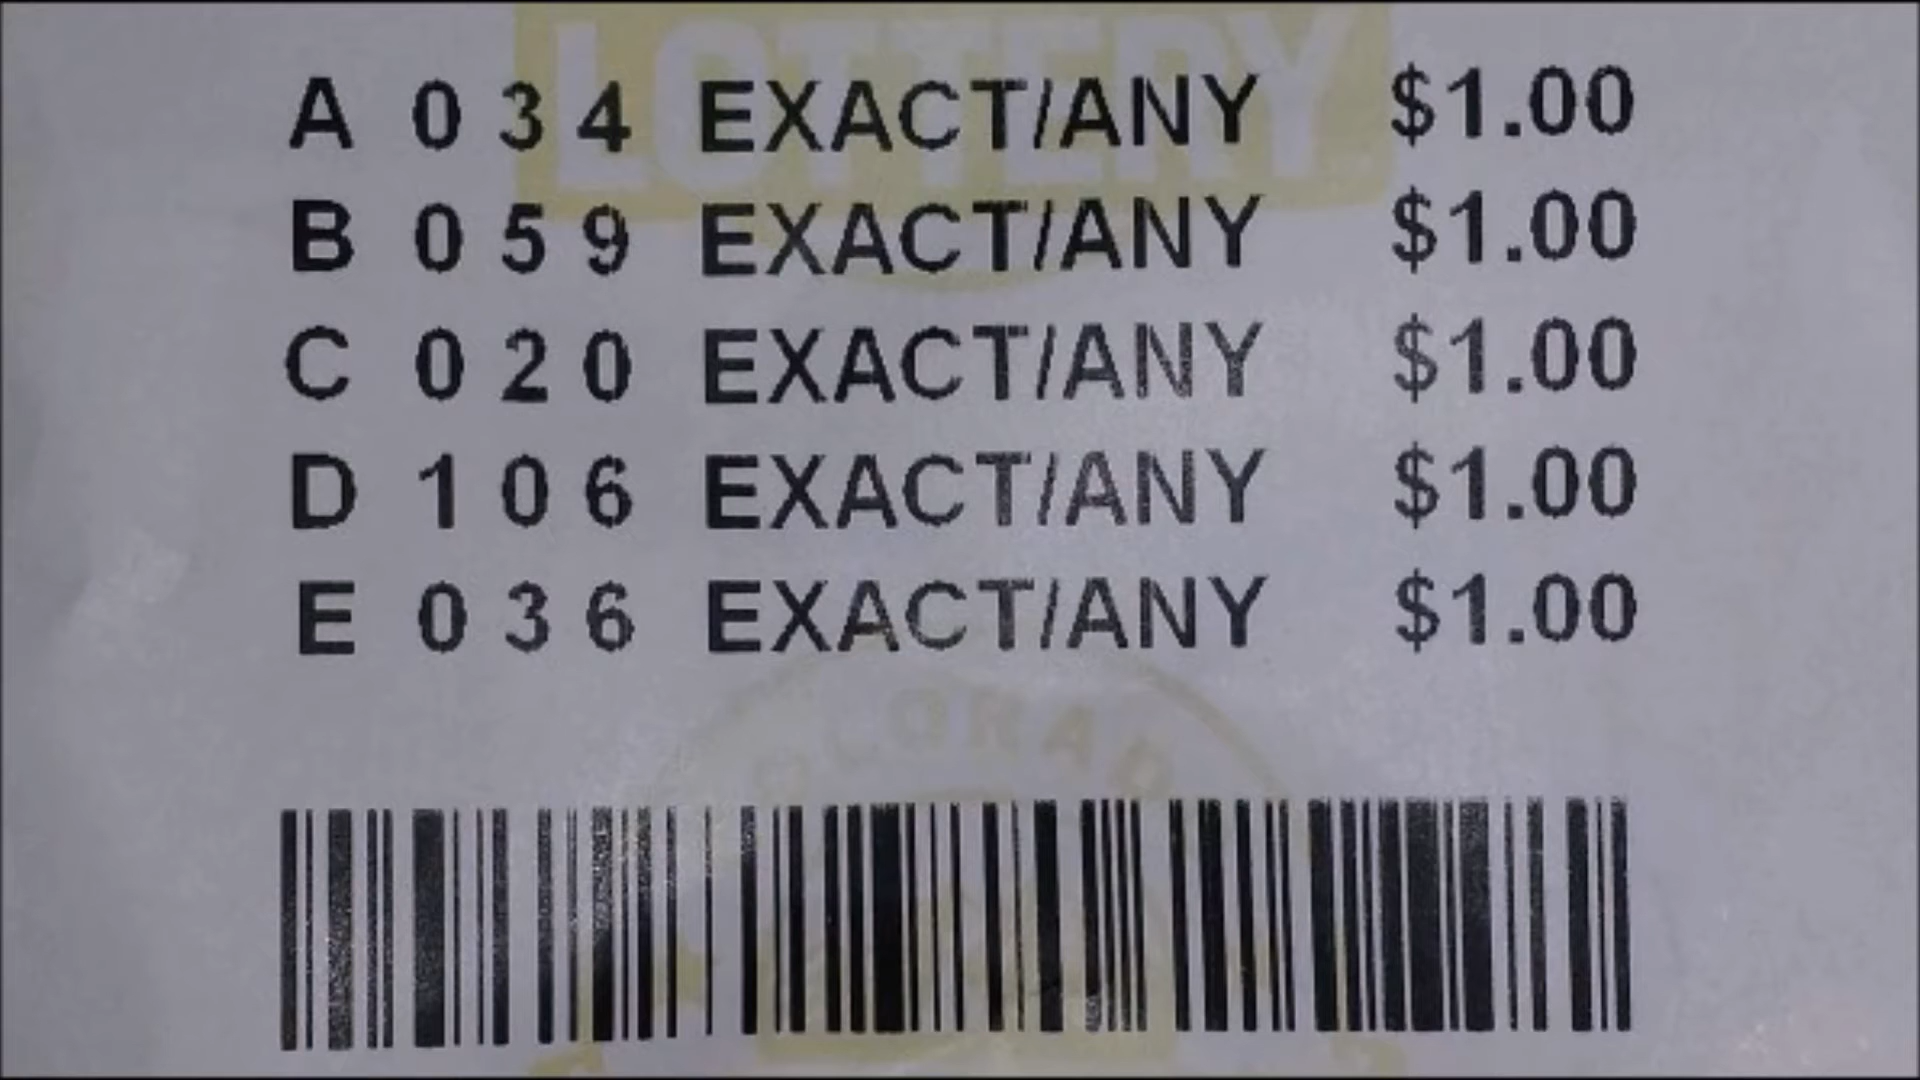 LOTTERY
A 0 3 4 EXACT/ANY $1.00
B 0 5 9 EXACT/ANY $1.00
C 0 2 0 EXACT/ANY $1.00
D 1 0 6 EXACT/ANY $1.00
E 0 3 6 EXACT/ANY $1.00